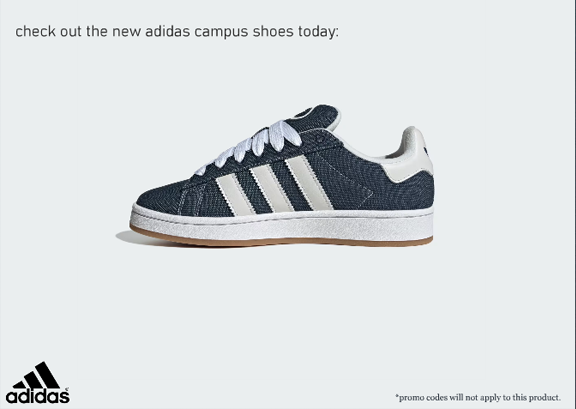 check out the new adidas campus shoes today:
adidas
*promo codes will not apply to this product.